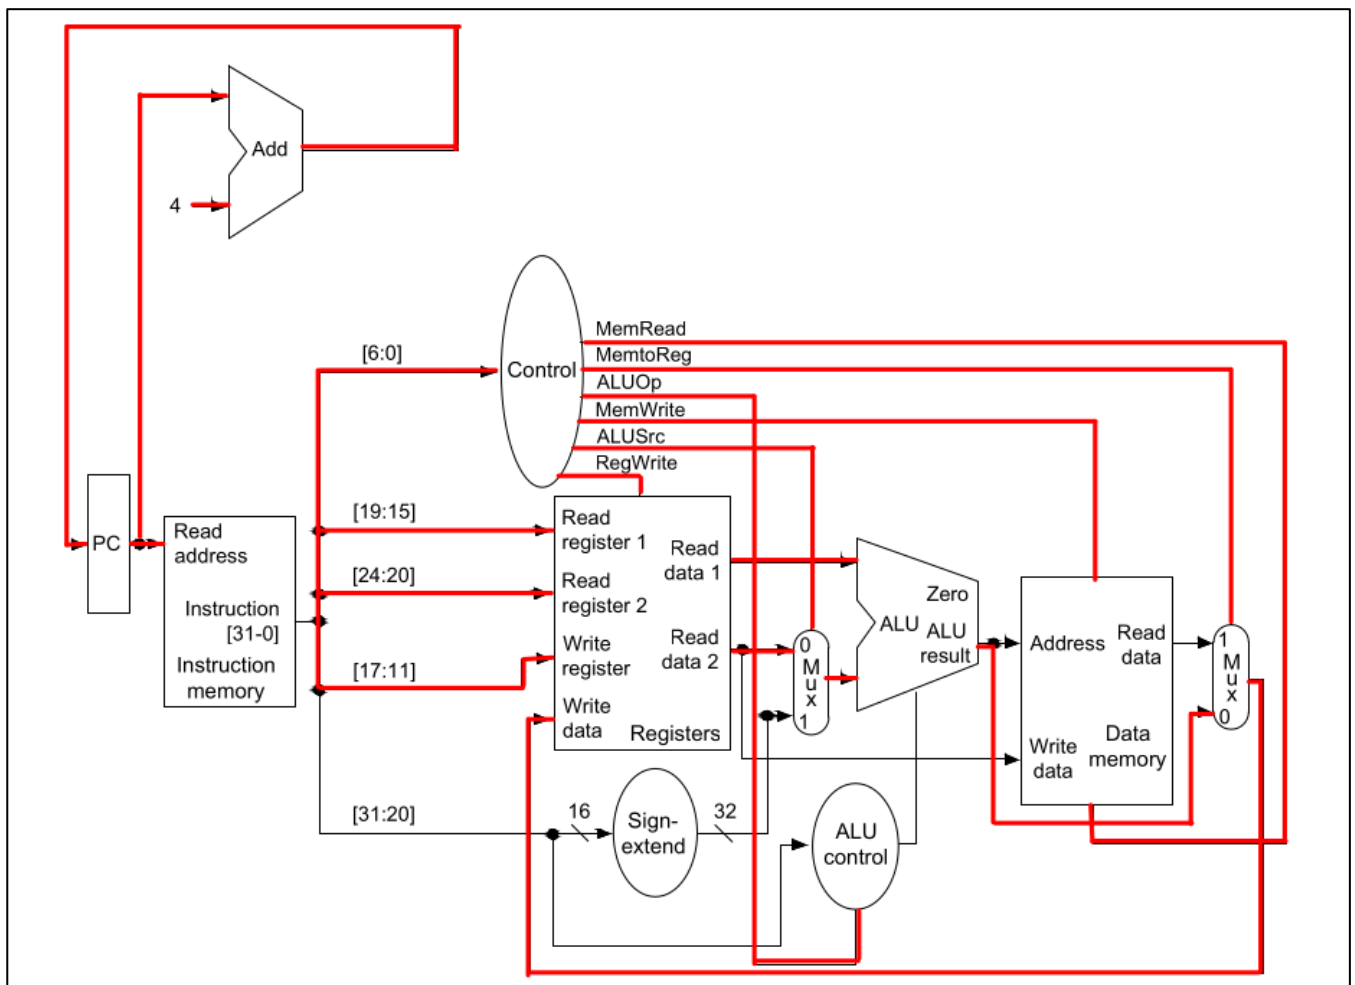 Add
4
MemRead
[6:0]
MemtoReg
Control
ALUOp
MemWrite
ALUSrc
RegWrite
[19:15]
Read
register 1
PC
Read
address
Read
data 1
[24:20]
Read
register 2
Zero
Instruction
[31-0]
ALU
ALU
result
Address
Read
data
1
Mux
0
Write
register
Read
data 2
0
Mux
1
[17:11]
Instruction
memory
Write
data
Registers
Write
data
Data
memory
[31:20]
16
Sign-
extend
32
ALU
control